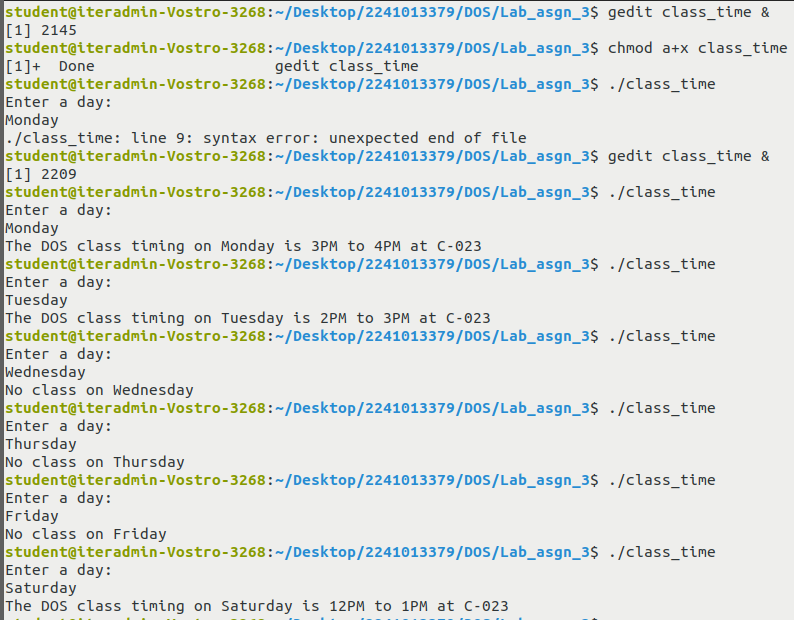 student@iteradmin-Vostro-3268:~/Desktop/2241013379/DOS/Lab_asgn_3$ gedit class_time &
[1] 2145
student@iteradmin-Vostro-3268:~/Desktop/2241013379/DOS/Lab_asgn_3$ chmod a+x class_time
[1]+  Done                    gedit class_time
student@iteradmin-Vostro-3268:~/Desktop/2241013379/DOS/Lab_asgn_3$ ./class_time
Enter a day:
Monday
./class_time: line 9: syntax error: unexpected end of file
student@iteradmin-Vostro-3268:~/Desktop/2241013379/DOS/Lab_asgn_3$ gedit class_time &
[1] 2209
student@iteradmin-Vostro-3268:~/Desktop/2241013379/DOS/Lab_asgn_3$ ./class_time
Enter a day:
Monday
The DOS class timing on Monday is 3PM to 4PM at C-023
student@iteradmin-Vostro-3268:~/Desktop/2241013379/DOS/Lab_asgn_3$ ./class_time
Enter a day:
Tuesday
The DOS class timing on Tuesday is 2PM to 3PM at C-023
student@iteradmin-Vostro-3268:~/Desktop/2241013379/DOS/Lab_asgn_3$ ./class_time
Enter a day:
Wednesday
No class on Wednesday
student@iteradmin-Vostro-3268:~/Desktop/2241013379/DOS/Lab_asgn_3$ ./class_time
Enter a day:
Thursday
No class on Thursday
student@iteradmin-Vostro-3268:~/Desktop/2241013379/DOS/Lab_asgn_3$ ./class_time
Enter a day:
Friday
No class on Friday
student@iteradmin-Vostro-3268:~/Desktop/2241013379/DOS/Lab_asgn_3$ ./class_time
Enter a day:
Saturday
The DOS class timing on Saturday is 12PM to 1PM at C-023